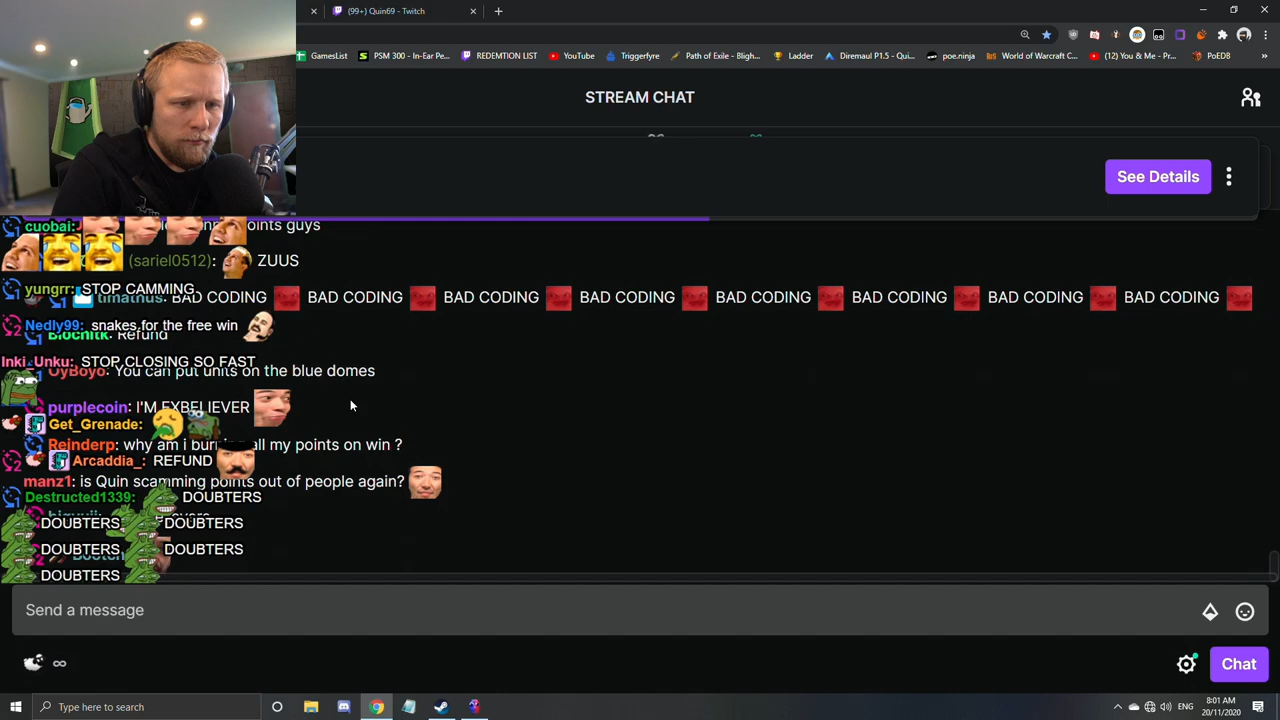 (99+) Quin69 - Twitch
GamesList
PSM 300 - In-Ear Pe...
REDEMTION LIST
YouTube
Triggerfyre
Path of Exile - Bligh...
Ladder
Diremaul P1.5 - Qui...
poe.ninja
World of Warcraft C...
(12) You & Me - Pr...
PoEDB
STREAM CHAT
See Details
cuobai:
points guys
(sariel0512): ZUUS
yungrr: STOP CAMMING
timathus: BAD CODING BAD CODING BAD CODING BAD CODING BAD CODING BAD CODING BAD CODING BAD CODING
Nedly99: snakes for the free win
Biochitk: Refund
Inki_Unku: STOP CLOSING SO FAST
OyBoyo: You can put units on the blue domes
purplecoin: I'M EXBELIEVER
Get_Grenade:
Reinderp: why am i burning all my points on win ?
Arcaddia_: REFUND
manz1: is Quin scamming points out of people again?
Destructed1339: DOUBTERS
DOUBTERS DOUBTERS
DOUBTERS DOUBTERS
DOUBTERS
Send a message
∞
Chat
Type here to search
ENG
8:01 AM
20/11/2020